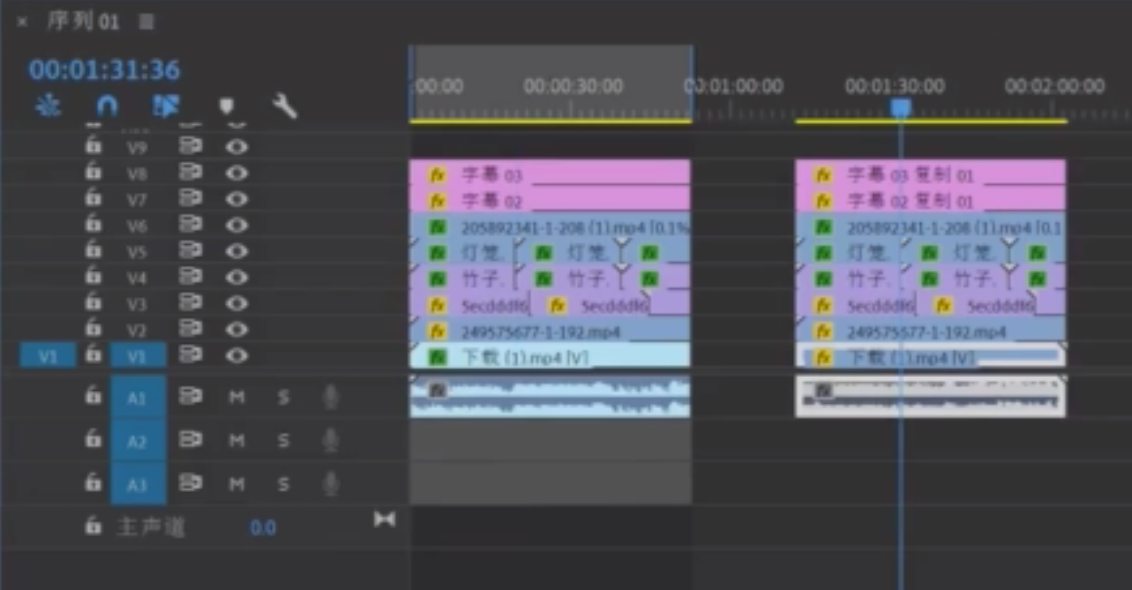 × 序列 01 ≡
00:01:31:36
:00:00 00:00:30:00 00:01:00:00 00:01:30:00 00:02:00:00
V9
V8 fx 字幕 03 fx 字幕 03 复制 01
V7 fx 字幕 02 fx 字幕 02 复制 01
V6 fx 205892341-1-208 (1).mp4 [0.1% fx 205892341-1-208 (1).mp4 [0.1
V5 fx 灯笼. fx 灯笼. fx fx 灯笼. fx 灯笼. fx
V4 fx 竹子. fx 竹子. fx fx 竹子. fx 竹子. fx
V3 fx 5ecdddf6 fx 5ecdddf6 fx 5ecdddf6 fx 5ecdddf6
V2 fx 249575677-1-192.mp4 fx 249575677-1-192.mp4
V1 V1 fx 下载 (1).mp4 [V] fx 下载 (1).mp4 [V]
A1 M S fx fx
A2 M S
A3 M S
主声道 0.0